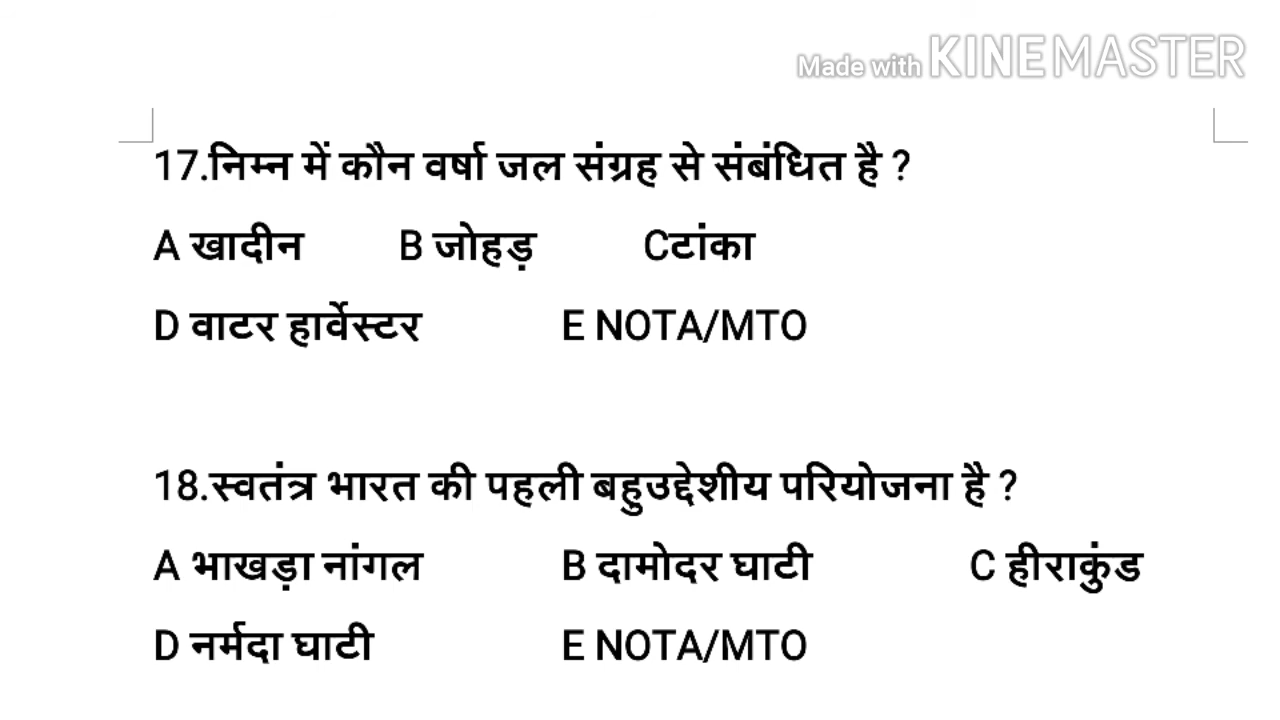 Made with KINEMASTER
17.निम्न में कौन वर्षा जल संग्रह से संबंधित है ?
A खादीन B जोहड़ Cटांका
D वाटर हार्वेस्टर E NOTA/MTO
18.स्वतंत्र भारत की पहली बहुउद्देशीय परियोजना है ?
A भाखड़ा नांगल B दामोदर घाटी C हीराकुंड
D नर्मदा घाटी E NOTA/MTO